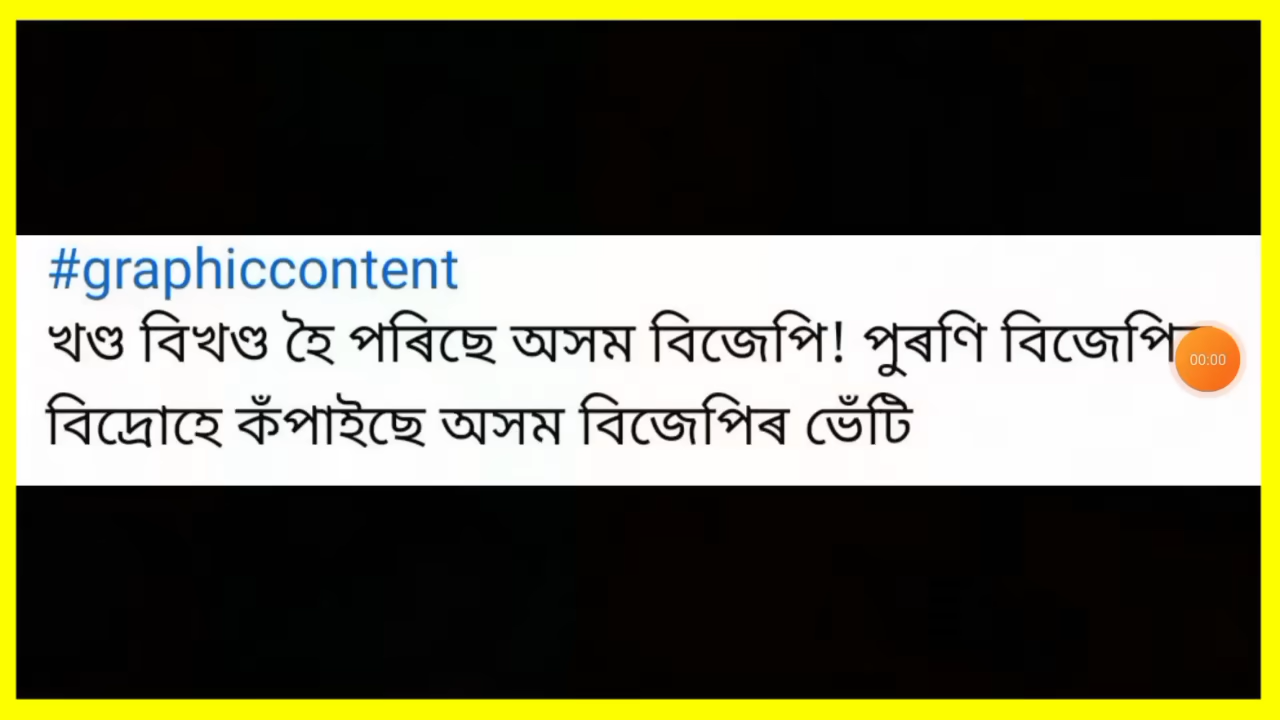 #graphiccontent
খণ্ড বিখণ্ড হৈ পৰিছে অসম বিজেপি! পুৰণি বিজেপিৰ
বিদ্ৰোহে কঁপাইছে অসম বিজেপিৰ ভেঁটি
00:00